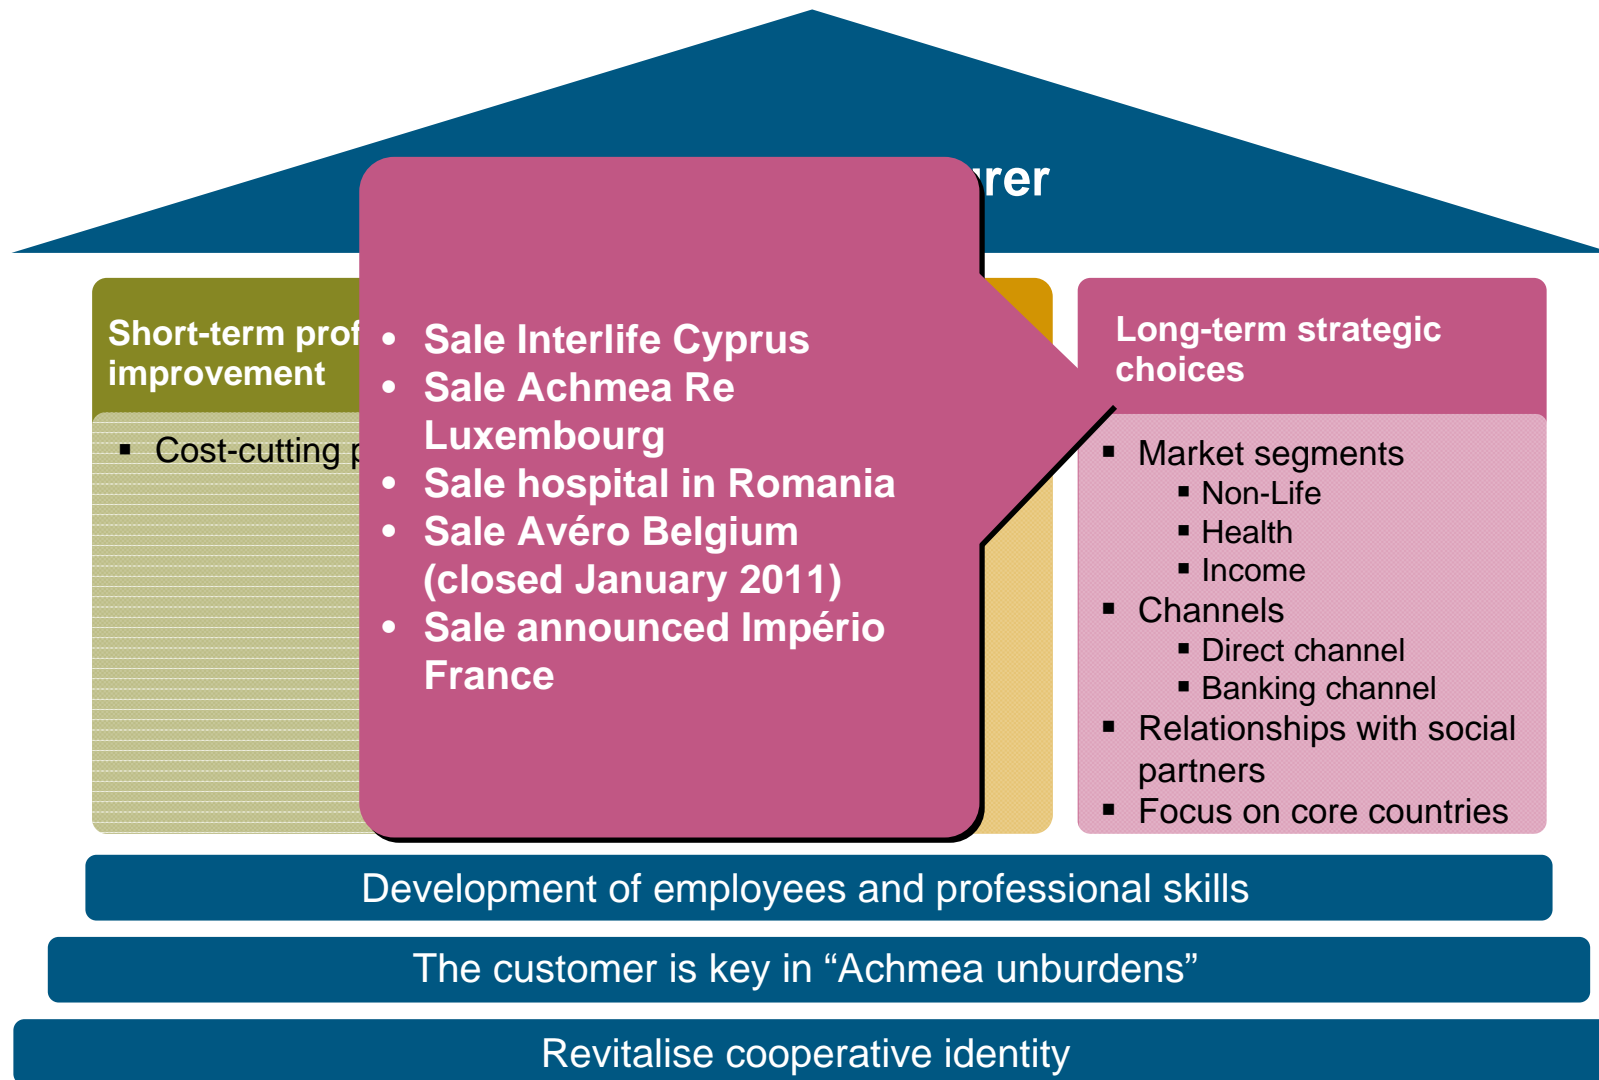 rer
Short-term prof
improvement
Cost-cutting
• Sale Interlife Cyprus
• Sale Achmea Re
Luxembourg
• Sale hospital in Romania
• Sale Avéro Belgium
(closed January 2011)
• Sale announced Império
France
Long-term strategic
choices
▪ Market segments
▪ Non-Life
▪ Health
▪ Income
▪ Channels
▪ Direct channel
▪ Banking channel
▪ Relationships with social
partners
▪ Focus on core countries
Development of employees and professional skills
The customer is key in “Achmea unburdens”
Revitalise cooperative identity